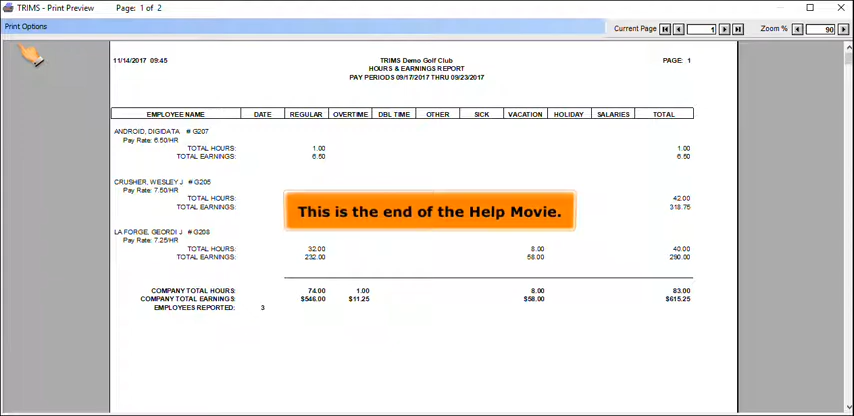 TRIMS - Print Preview Page: 1 of 2
Print Options Current Page 1 Zoom % 90
11/14/2017 09:45 TRIMS Demo Golf Club PAGE: 1
HOURS & EARNINGS REPORT
PAY PERIODS 09/17/2017 THRU 09/23/2017
EMPLOYEE NAME DATE REGULAR OVERTIME DBL TIME OTHER SICK VACATION HOLIDAY SALARIES TOTAL
ANDROID, DIGIDATA # G207
Pay Rate: 6.50/HR
TOTAL HOURS: 1.00 1.00
TOTAL EARNINGS: 6.50 6.50
CRUSHER, WESLEY J # G205
Pay Rate: 7.50/HR
TOTAL HOURS: 42.00
TOTAL EARNINGS: 318.75
This is the end of the Help Movie.
LA FORGE, GEORDI J # G208
Pay Rate: 7.25/HR
TOTAL HOURS: 32.00 8.00 40.00
TOTAL EARNINGS: 232.00 58.00 290.00
COMPANY TOTAL HOURS: 74.00 1.00 8.00 83.00
COMPANY TOTAL EARNINGS: $546.00 $11.25 $58.00 $615.25
EMPLOYEES REPORTED: 3